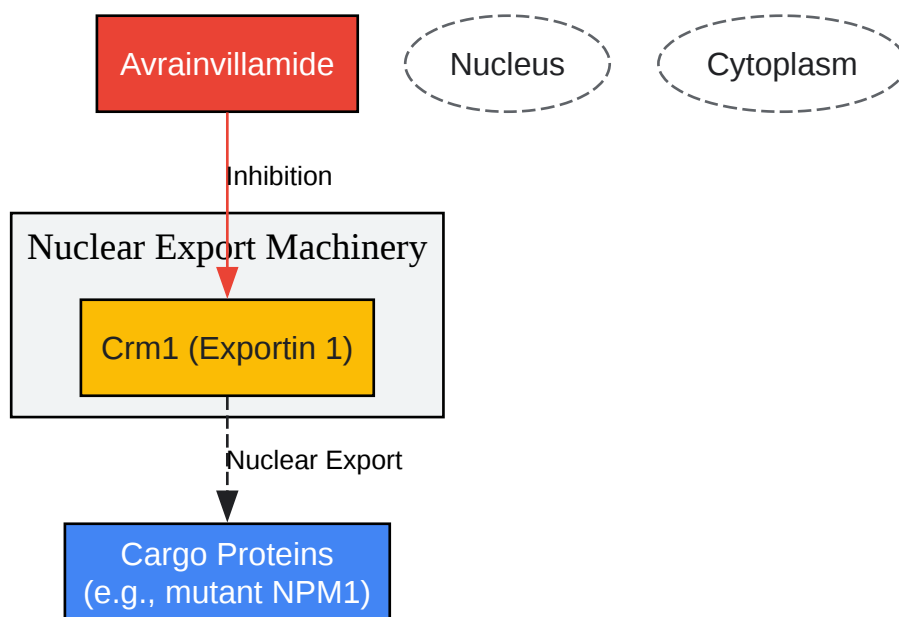 Avrainvillamide
Nucleus
Cytoplasm
Inhibition
Nuclear Export Machinery
Crm1 (Exportin 1)
Nuclear Export
Cargo Proteins
(e.g., mutant NPM1)